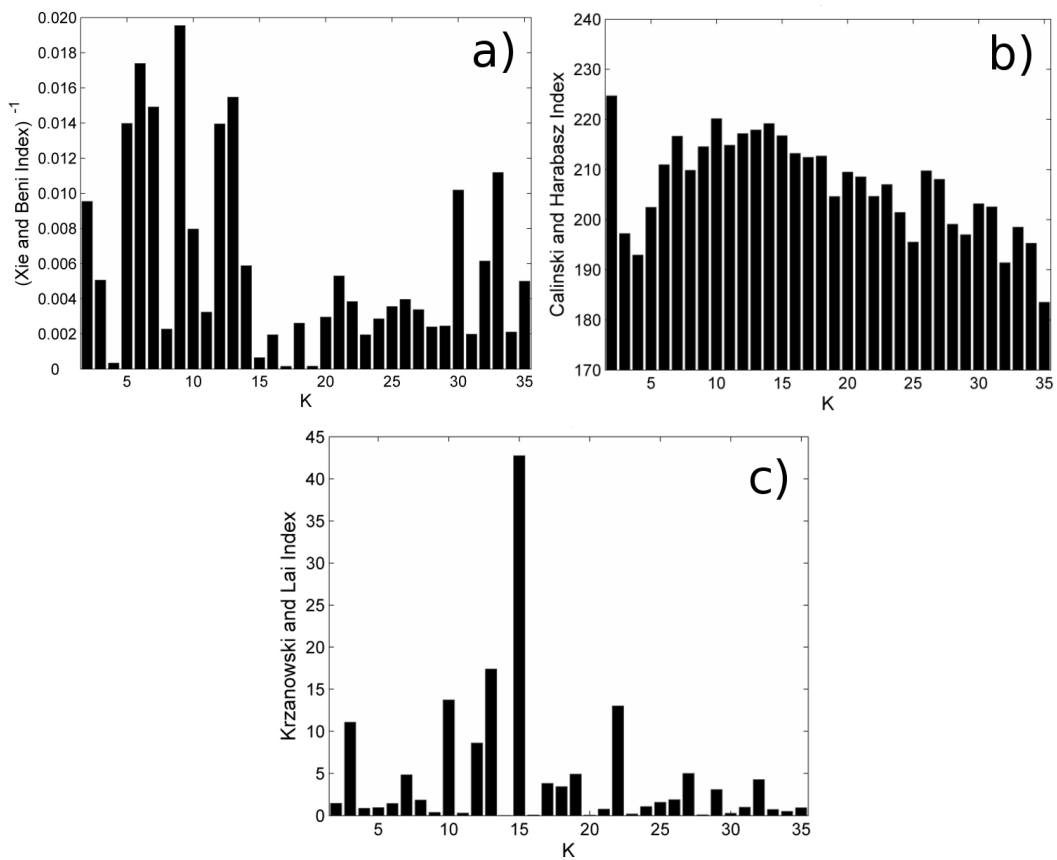 a)
(Xie and Beni Index) -1
0.020
0.018
0.016
0.014
0.012
0.010
0.008
0.006
0.004
0.002
0
5 10 15 20 25 30 35
K
b)
Calinski and Harabasz Index
240
230
220
210
200
190
180
170
5 10 15 20 25 30 35
K
c)
Krzanowski and Lai Index
45
40
35
30
25
20
15
10
5
0
5 10 15 20 25 30 35
K